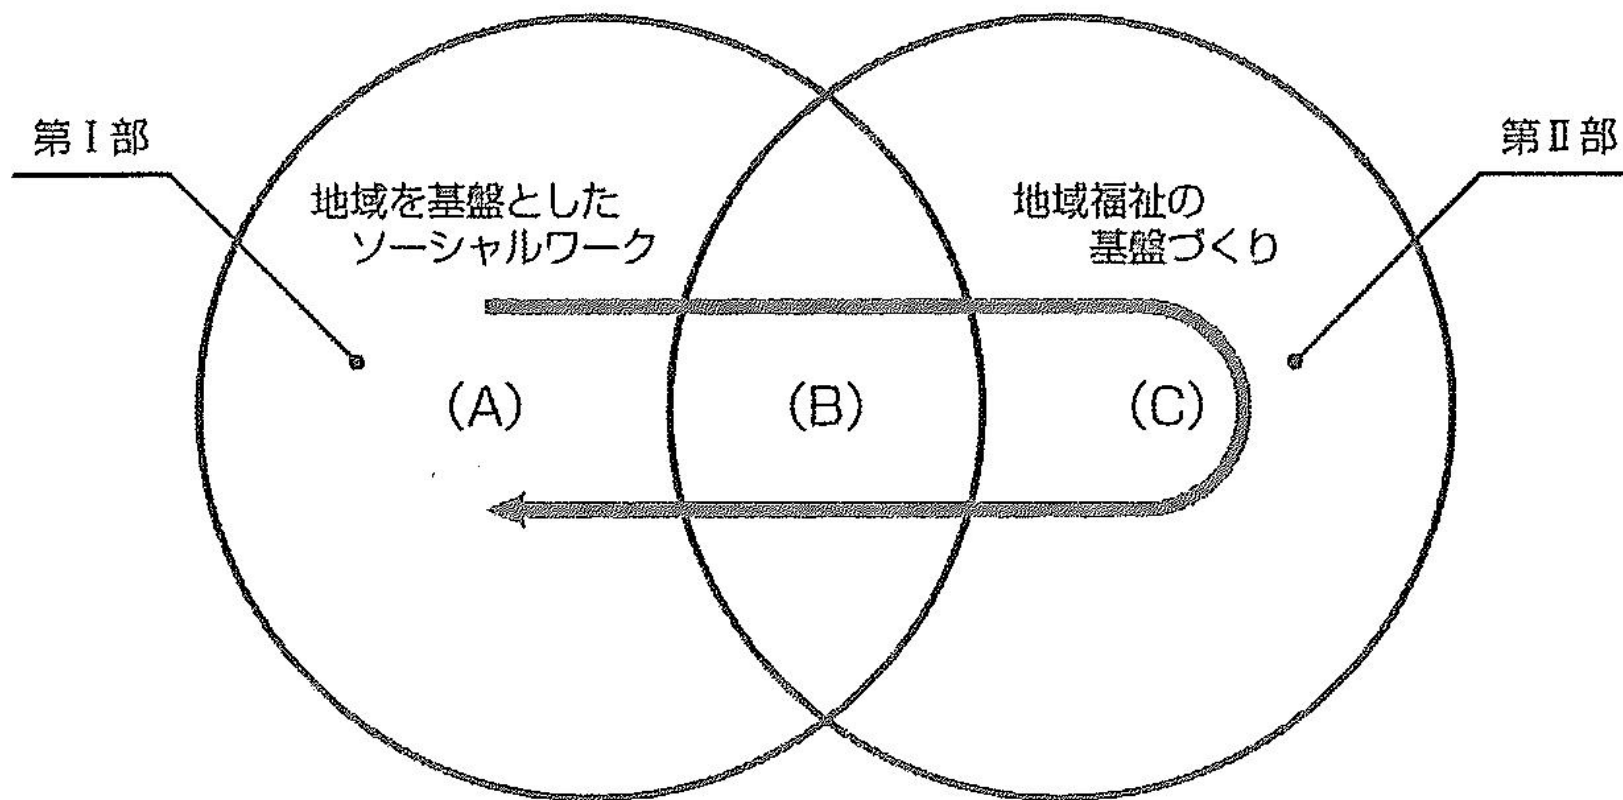 第Ⅰ部
第Ⅱ部
地域を基盤とした
ソーシャルワーク
地域福祉の
基盤づくり
(A)
(B)
(C)